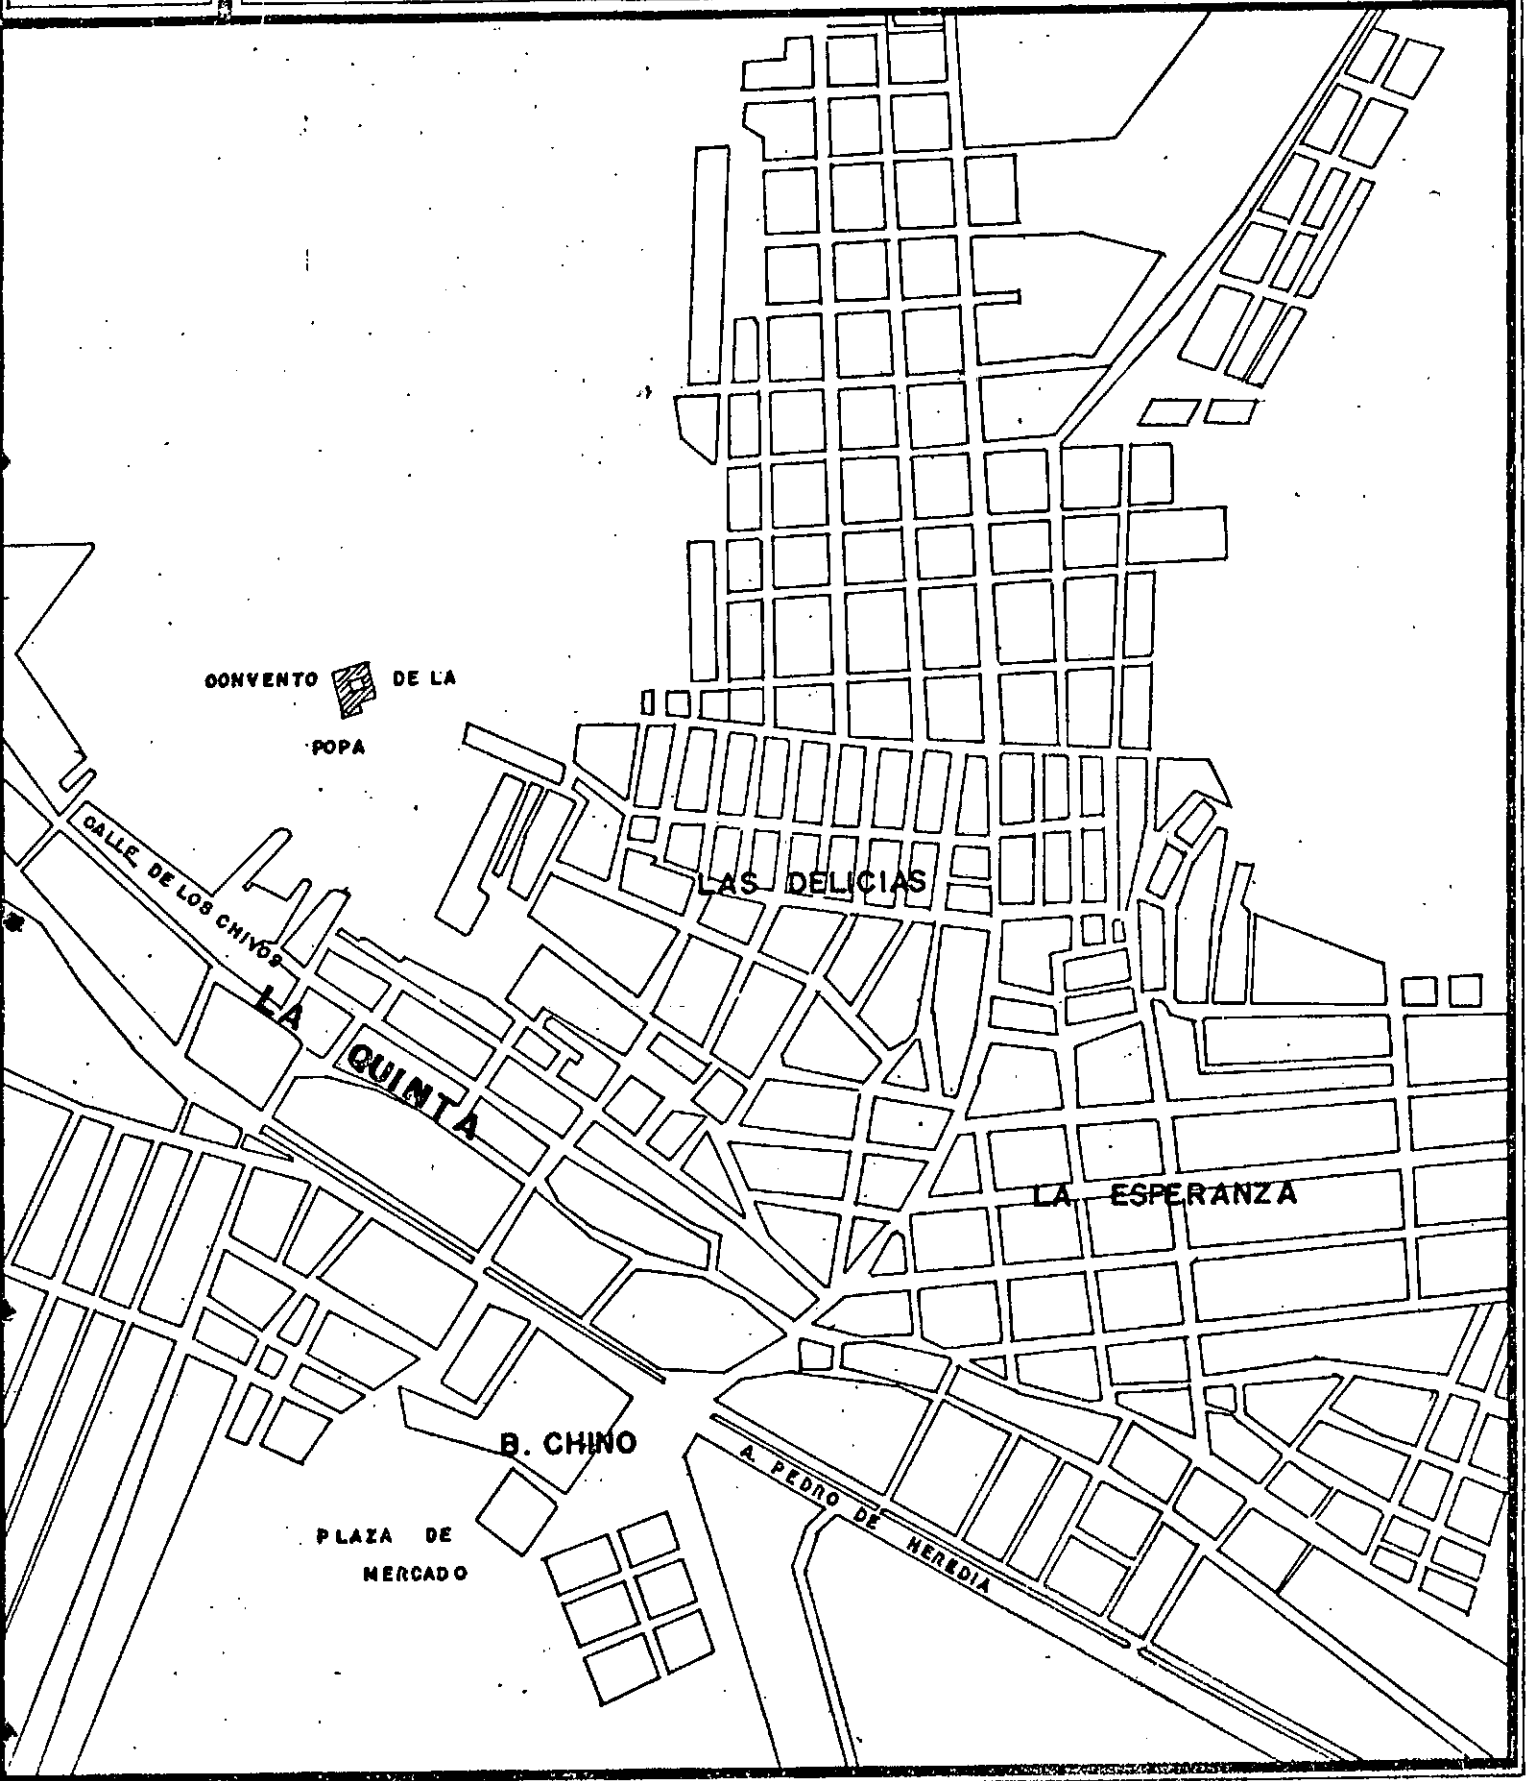 CONVENTO DE LA
POPA
CALLE DE LOS CHIVOS
LAS DELICIAS
LA
QUINTA
LA ESPERANZA
B. CHINO
A. PEDRO DE HEREDIA
PLAZA DE
MERCADO